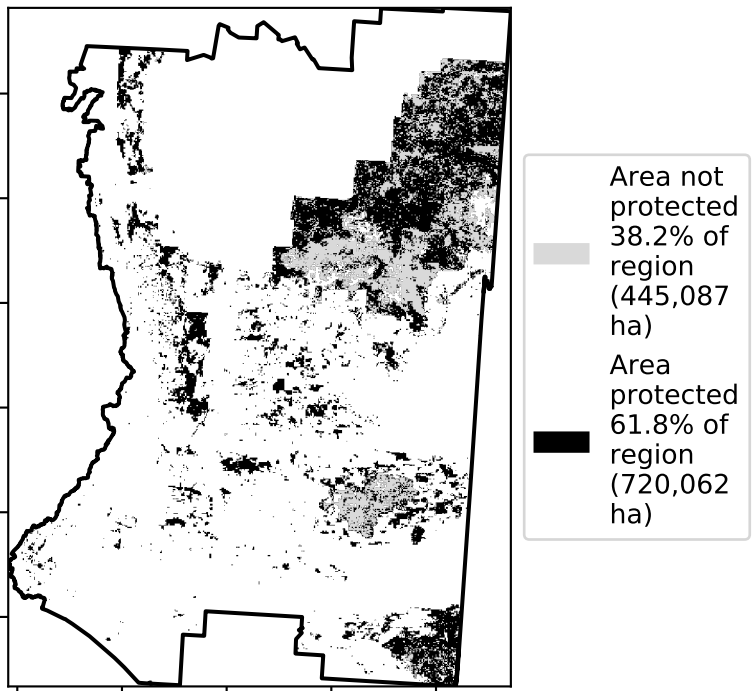 Area not
protected
38.2% of
region
(445,087
ha)
Area
protected
61.8% of
region
(720,062
ha)